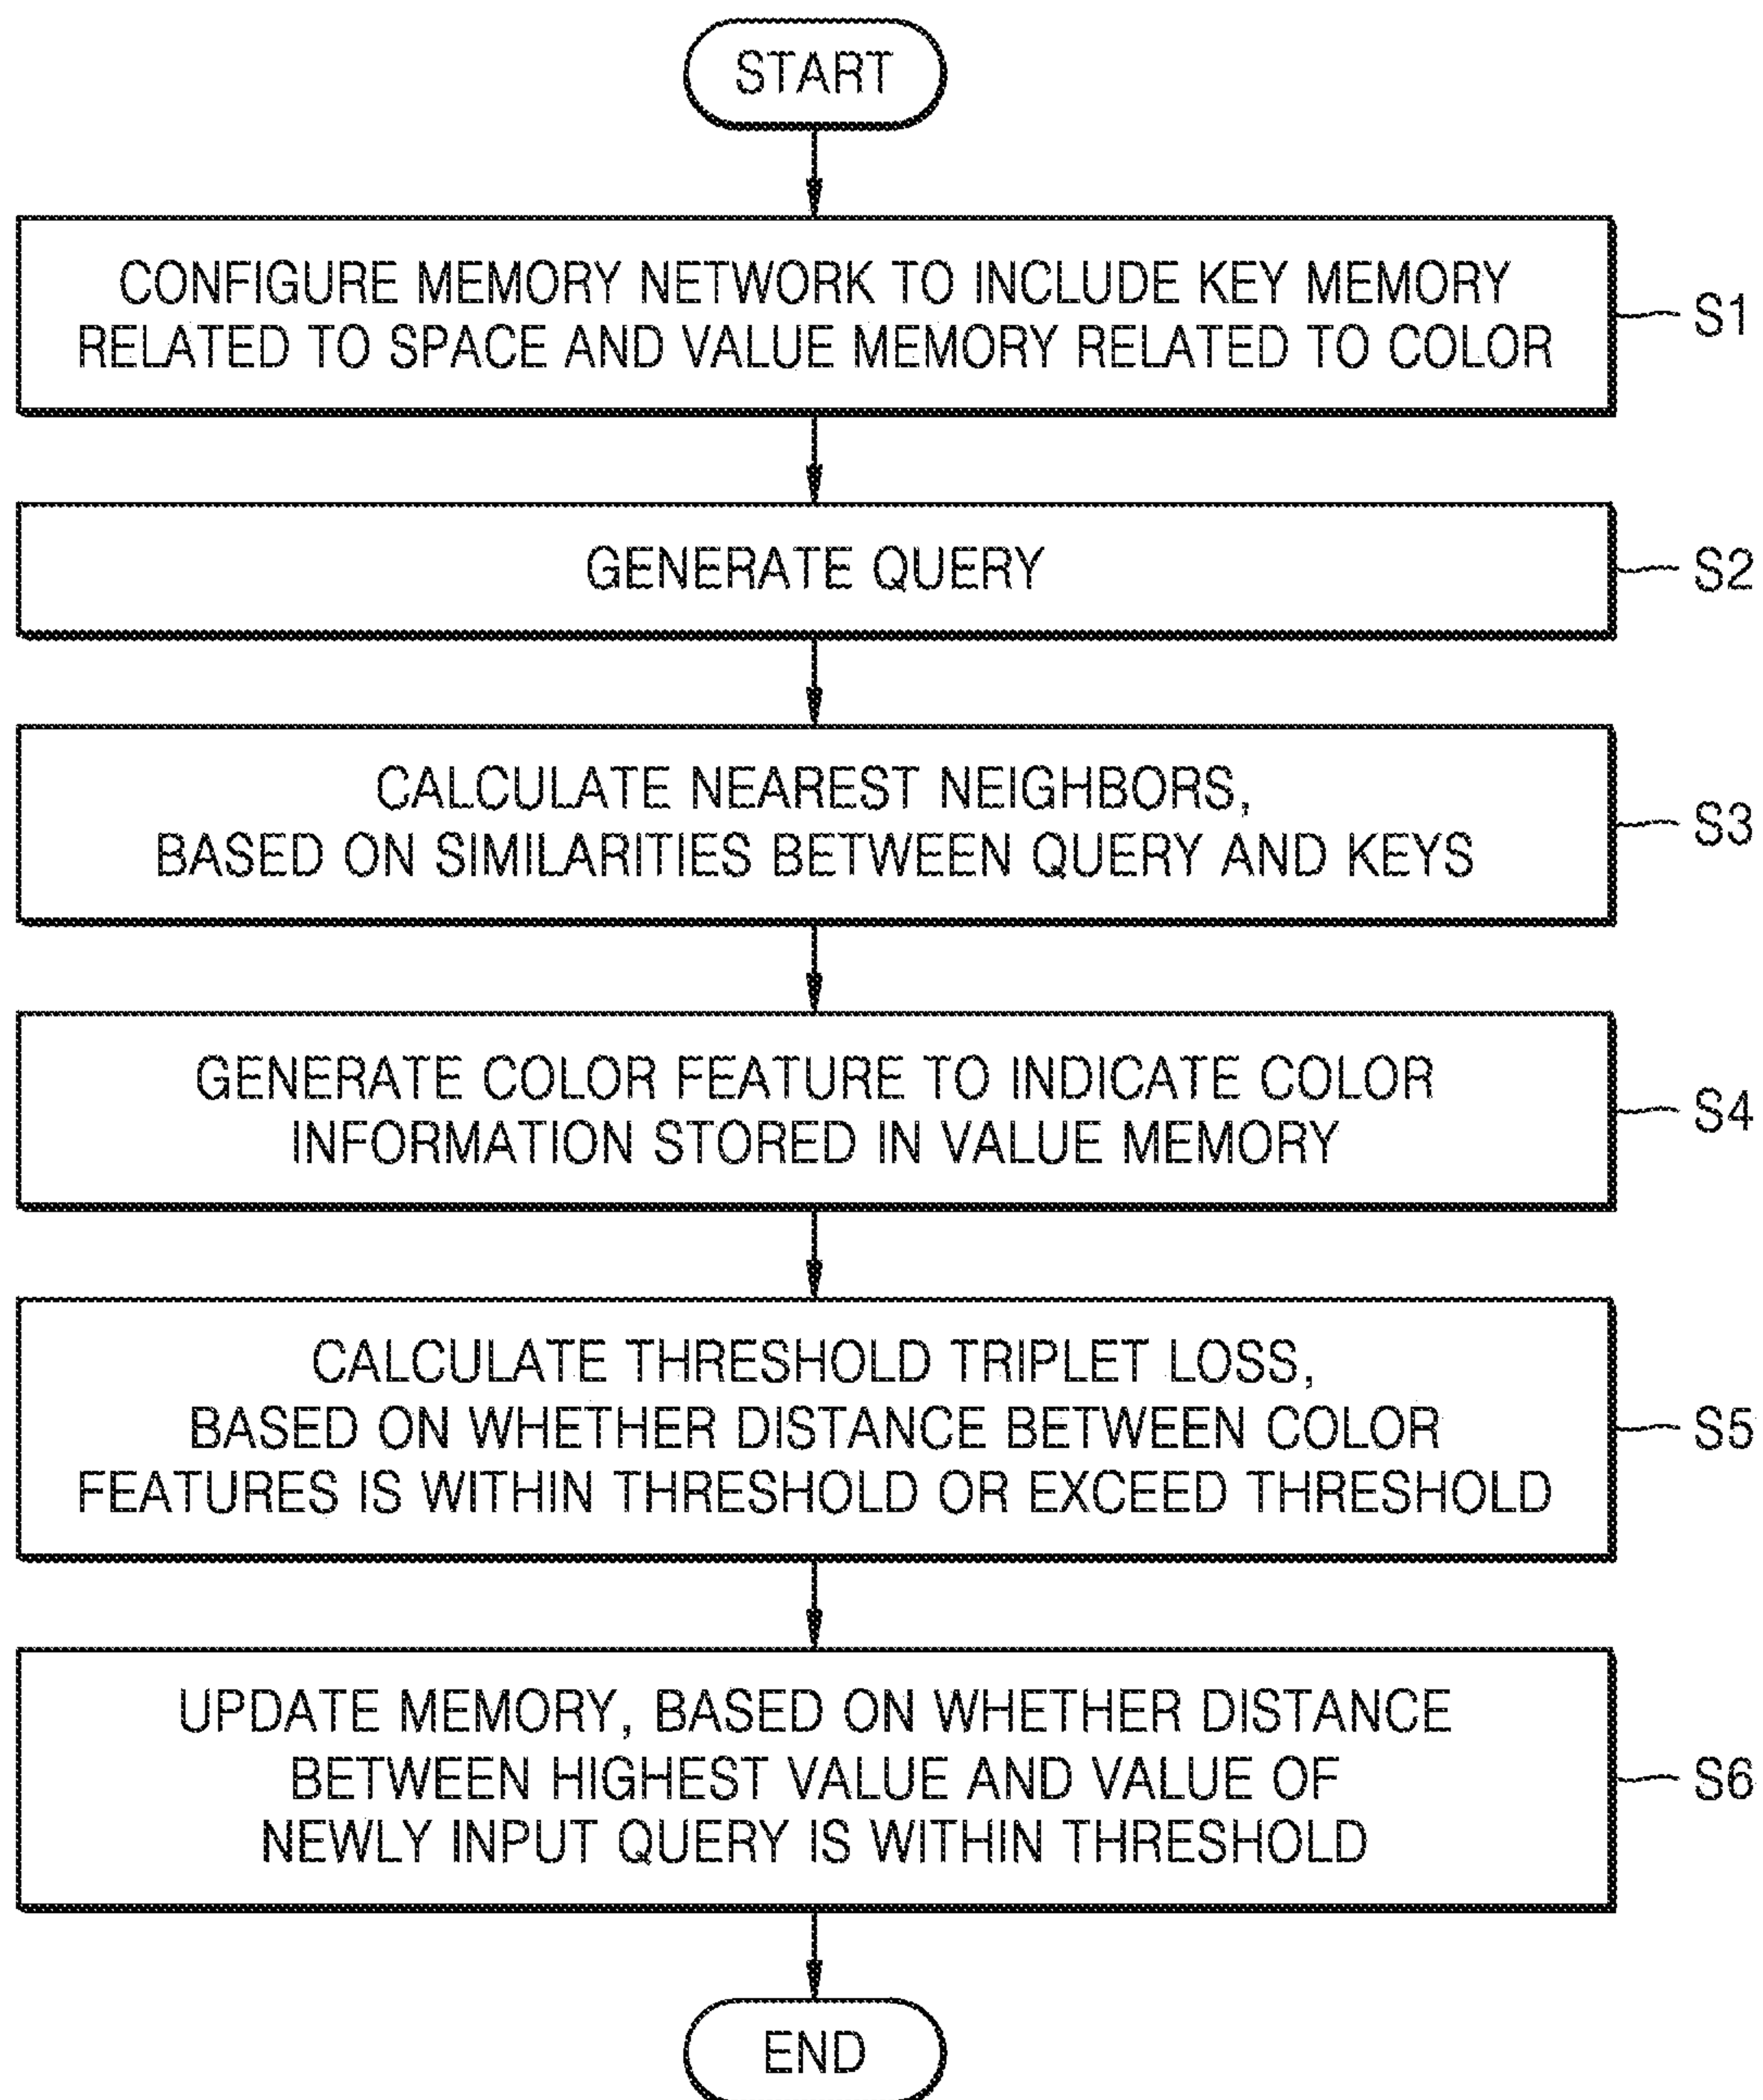 START
CONFIGURE MEMORY NETWORK TO INCLUDE KEY MEMORY
RELATED TO SPACE AND VALUE MEMORY RELATED TO COLOR
S1
GENERATE QUERY
S2
CALCULATE NEAREST NEIGHBORS,
BASED ON SIMILARITIES BETWEEN QUERY AND KEYS
S3
GENERATE COLOR FEATURE TO INDICATE COLOR
INFORMATION STORED IN VALUE MEMORY
S4
CALCULATE THRESHOLD TRIPLET LOSS,
BASED ON WHETHER DISTANCE BETWEEN COLOR
FEATURES IS WITHIN THRESHOLD OR EXCEED THRESHOLD
S5
UPDATE MEMORY, BASED ON WHETHER DISTANCE
BETWEEN HIGHEST VALUE AND VALUE OF
NEWLY INPUT QUERY IS WITHIN THRESHOLD
S6
END